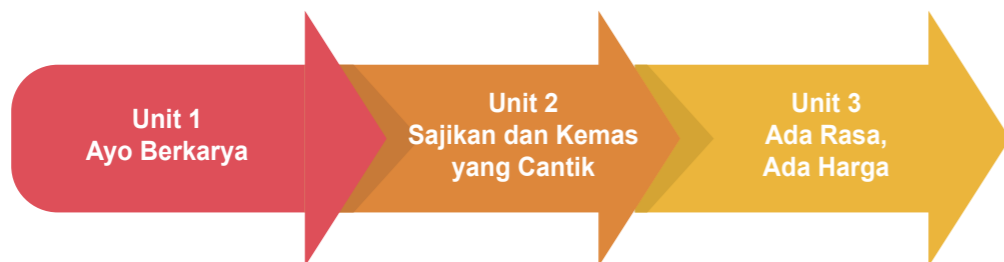 Unit 1
Ayo Berkarya
Unit 2
Sajikan dan Kemas
yang Cantik
Unit 3
Ada Rasa,
Ada Harga